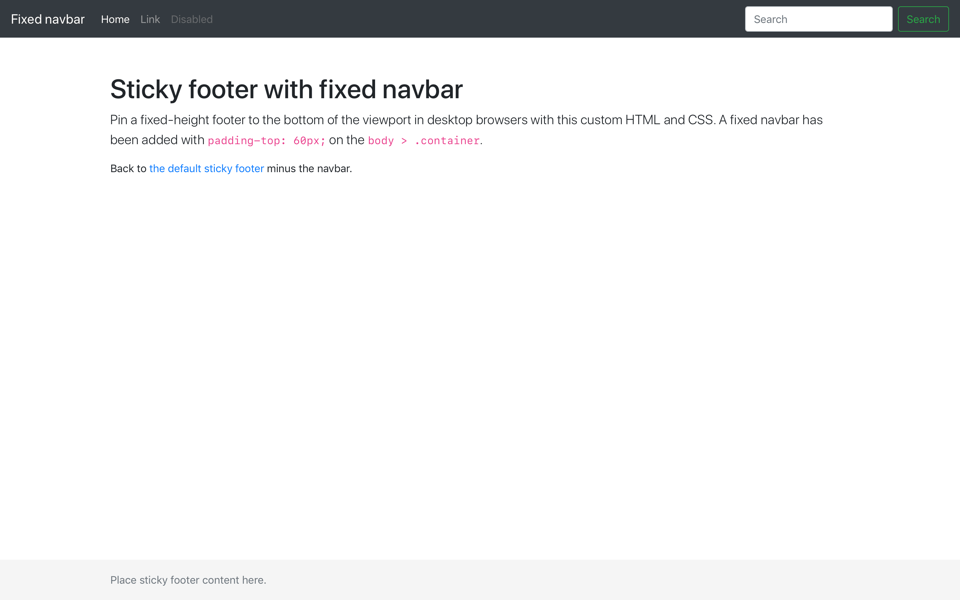 Fixed navbar Home Link Disabled Search Search
Sticky footer with fixed navbar
Pin a fixed-height footer to the bottom of the viewport in desktop browsers with this custom HTML and CSS. A fixed navbar has
been added with padding-top: 60px; on the body > .container.
Back to the default sticky footer minus the navbar.
Place sticky footer content here.